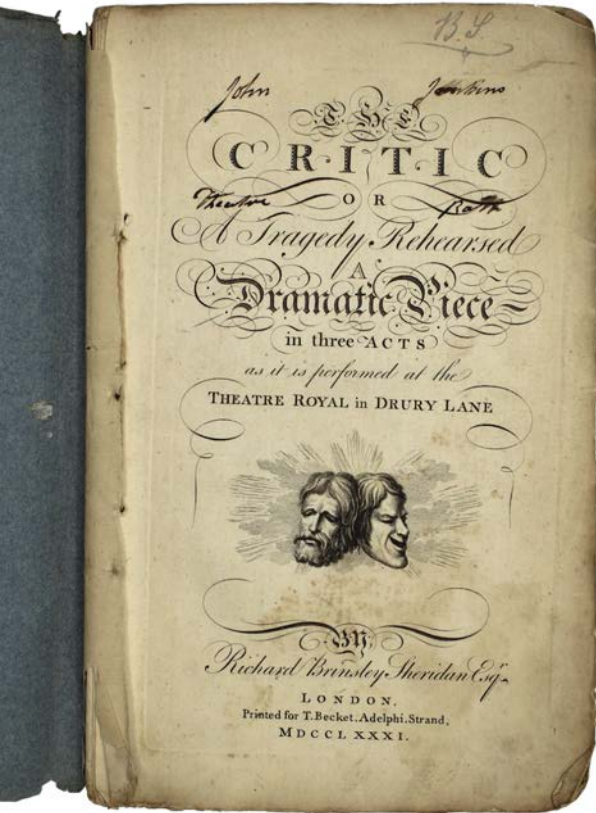 B.S.
John Jenkins
THE
CRITIC
Theatre OR Bath
A Tragedy Rehearsed
A
Dramatic Piece
in three ACTS
as it is performed at the
THEATRE ROYAL in DRURY LANE
BY
Richard Brinsley Sheridan Esqr.
LONDON,
Printed for T. Becket, Adelphi, Strand,
MDCCLXXXI.